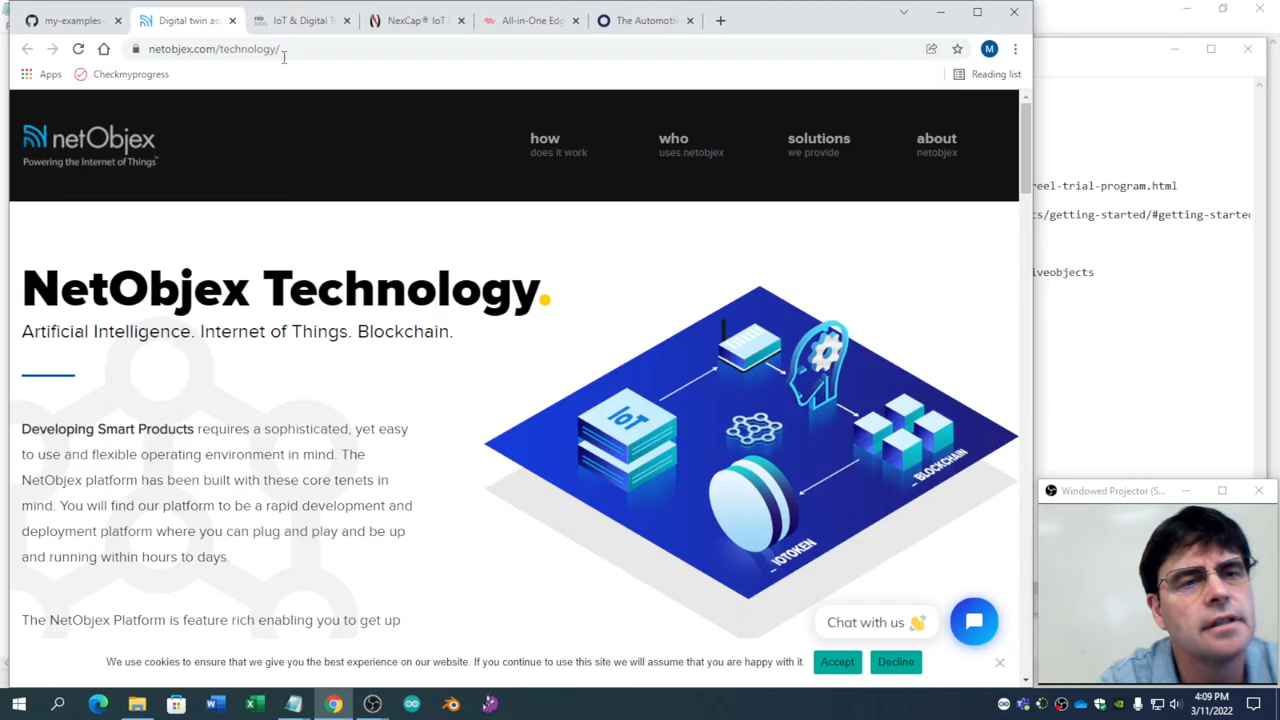 my-examples-
Digital twin as
nio
labs
IoT & Digital T
NexCap® IoT
All-in-One Edg
The Automotiv
netobjex.com/technology/
M
Apps
Checkmyprogress
Reading list
netObjex
Powering the Internet of Things™
how
does it work
who
uses netobjex
solutions
we provide
about
netobjex
NetObjex Technology.
Artificial Intelligence. Internet of Things. Blockchain.
Developing Smart Products requires a sophisticated, yet easy
to use and flexible operating environment in mind. The
NetObjex platform has been built with these core tenets in
mind. You will find our platform to be a rapid development and
deployment platform where you can plug and play and be up
and running within hours to days.
The NetObjex Platform is feature rich enabling you to get up
IoT
_ BLOCKCHAIN
_ IOTOKEN
Chat with us 👋
We use cookies to ensure that we give you the best experience on our website. If you continue to use this site we will assume that you are happy with it.
Accept
Decline
reel-trial-program.html
ts/getting-started/#getting-started
iveobjects
Windowed Projector (S...
4:09 PM
3/11/2022